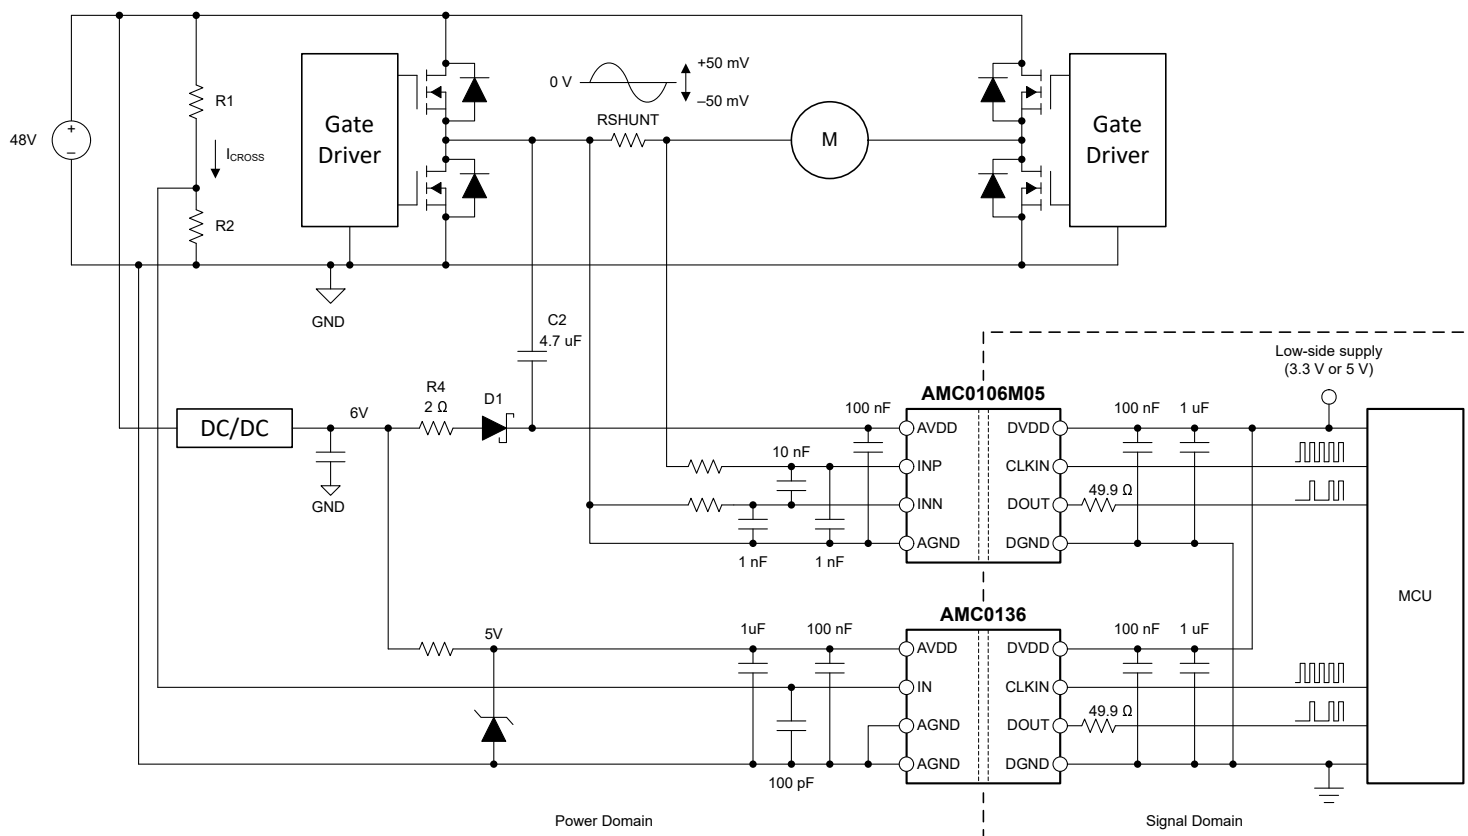 +50 mV
0 V
–50 mV
R1
RSHUNT
48V
+
–
Gate
Driver
M
Gate
Driver
ICROSS
R2
GND
C2
4.7 uF
Low-side supply
(3.3 V or 5 V)
R4
2 Ω
D1
AMC0106M05
6V
100 nF
100 nF
1 uF
DC/DC
AVDD
DVDD
10 nF
INP
CLKIN
GND
49.9 Ω
INN
DOUT
AGND
DGND
1 nF
1 nF
MCU
AMC0136
5V
1uF
100 nF
100 nF
1 uF
AVDD
DVDD
IN
CLKIN
49.9 Ω
AGND
DOUT
AGND
DGND
100 pF
Power Domain
Signal Domain